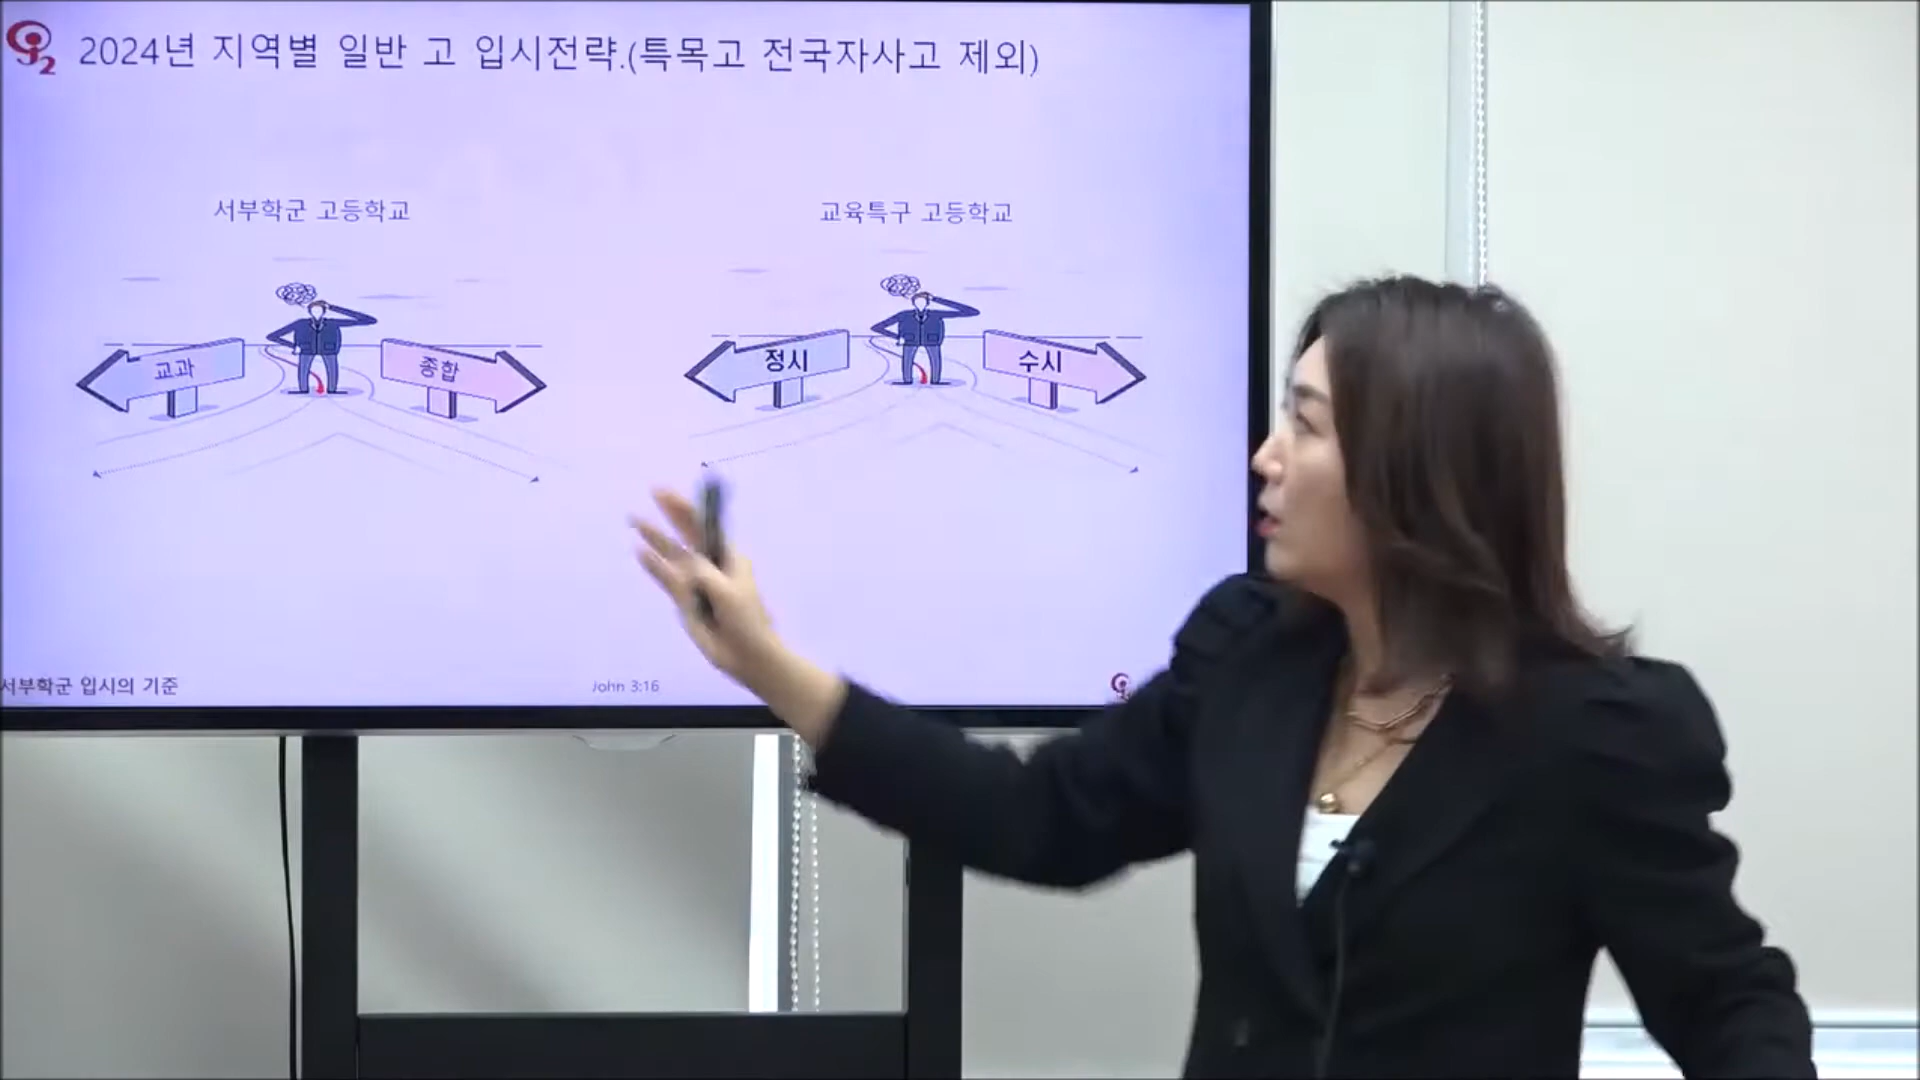 2024년 지역별 일반 고 입시전략.(특목고 전국자사고 제외)
서부학군 고등학교
교육특구 고등학교
교과
종합
정시
수시
서부학군 입시의 기준
John 3:16